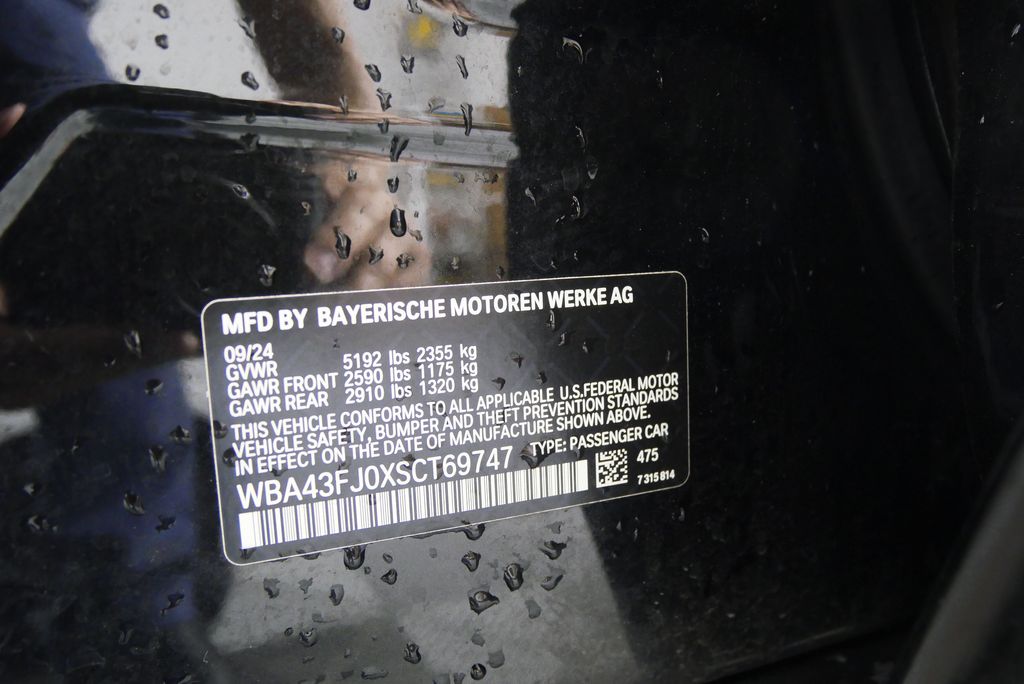 MFD BY BAYERISCHE MOTOREN WERKE AG
09/24
GVWR 5192 lbs 2355 kg
GAWR FRONT 2590 lbs 1175 kg
GAWR REAR 2910 lbs 1320 kg
THIS VEHICLE CONFORMS TO ALL APPLICABLE U.S.FEDERAL MOTOR
VEHICLE SAFETY, BUMPER AND THEFT PREVENTION STANDARDS
IN EFFECT ON THE DATE OF MANUFACTURE SHOWN ABOVE.
WBA43FJ0XSCT69747 TYPE: PASSENGER CAR
475
7 315 814